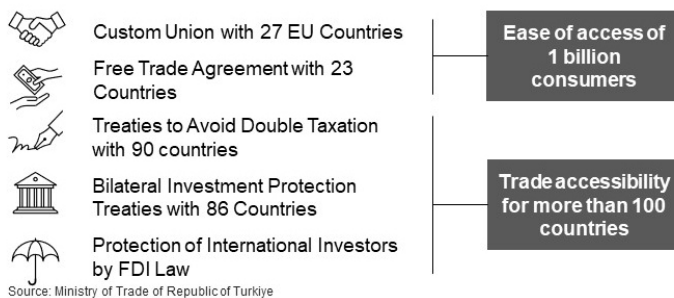 Custom Union with 27 EU Countries
Free Trade Agreement with 23
Countries
Treaties to Avoid Double Taxation
with 90 countries
Bilateral Investment Protection
Treaties with 86 Countries
Protection of International Investors
by FDI Law
Ease of access of
1 billion
consumers
Trade accessibility
for more than 100
countries
Source: Ministry of Trade of Republic of Turkiye